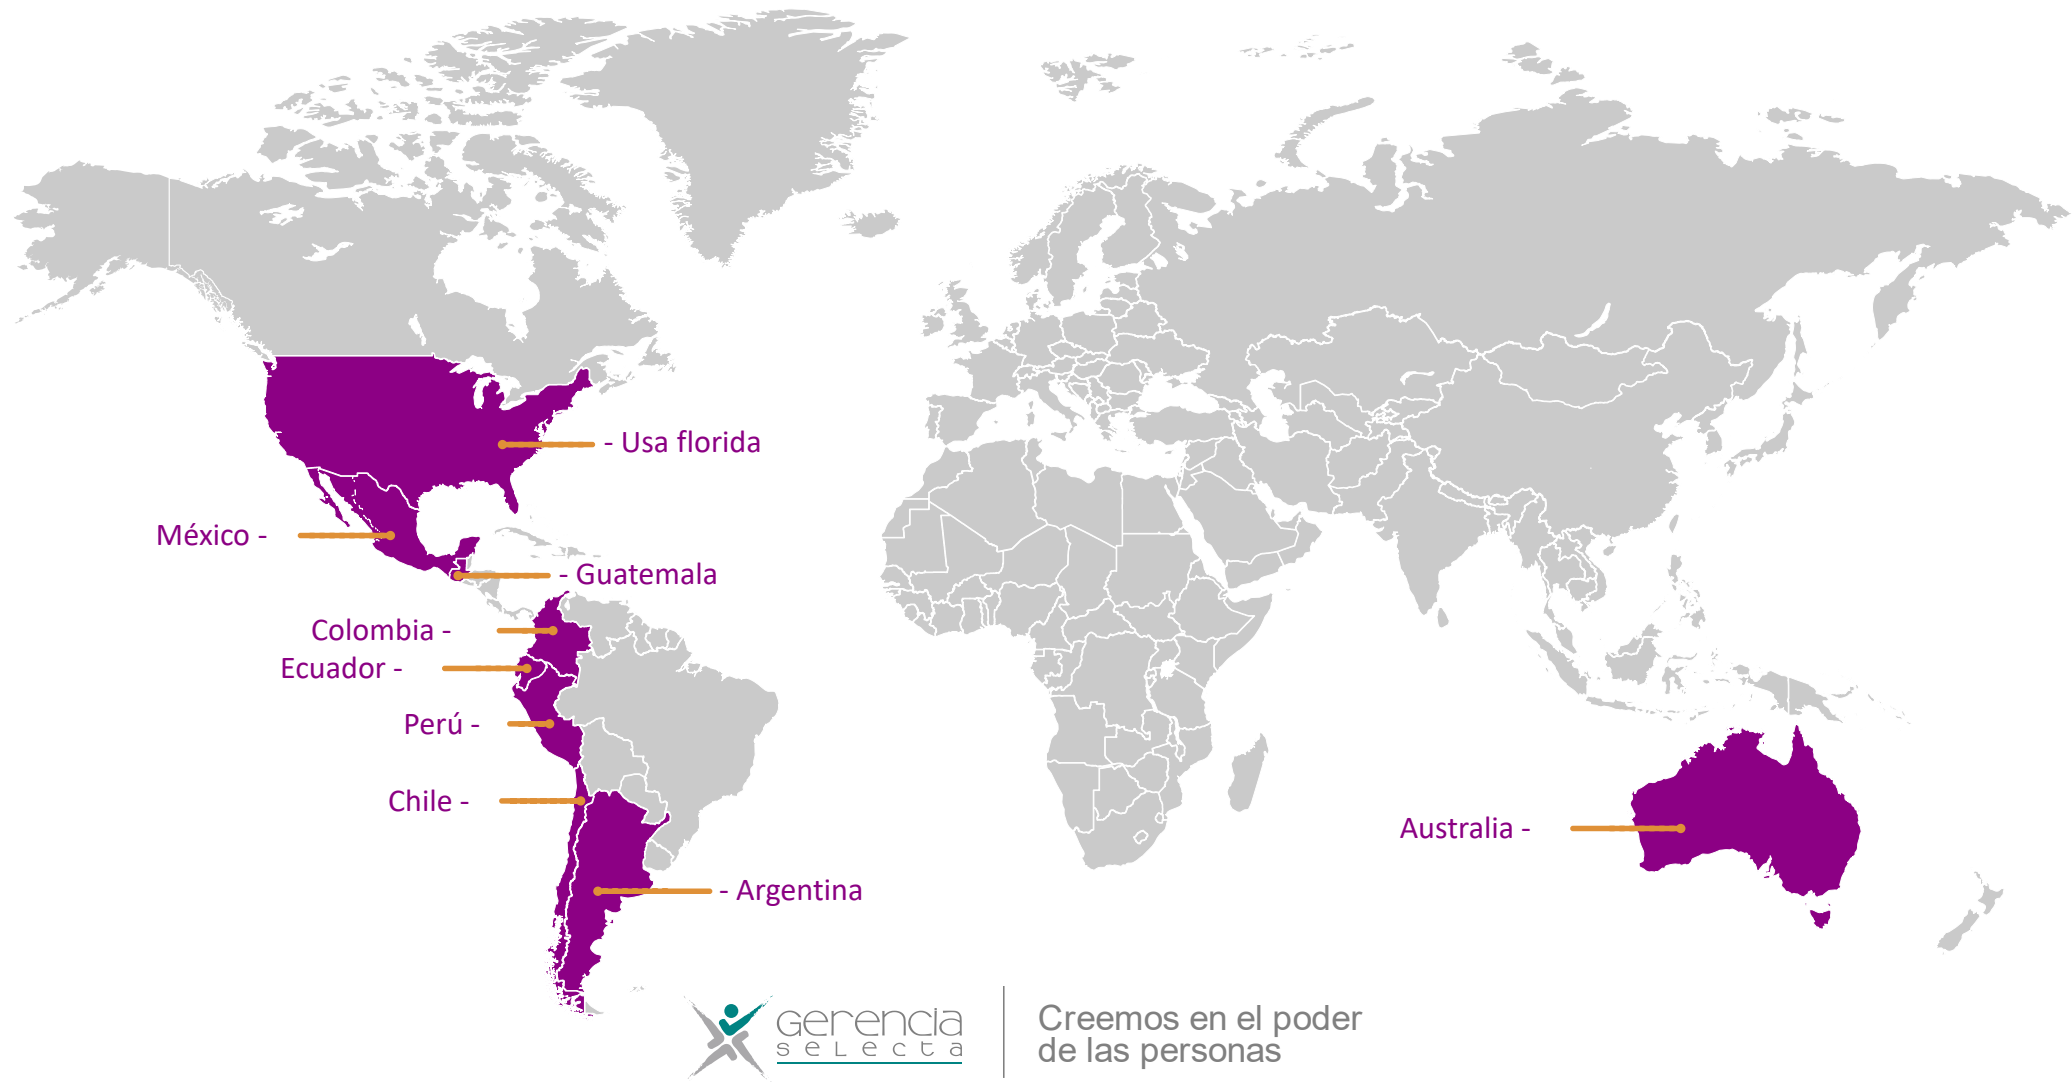 - Usa florida
México -
- Guatemala
Colombia -
Ecuador -
Perú -
Chile -
Australia -
- Argentina
Gerencia
selecta
Creemos en el poder
de las personas